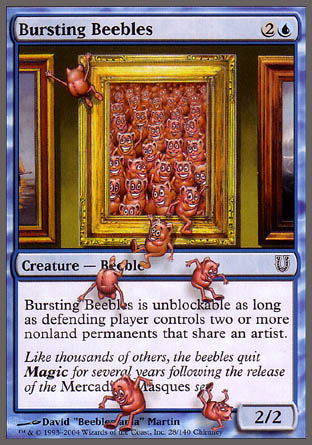 Bursting Beebles 2
Creature — Beeble
Bursting Beebles is unblockable as long
as defending player controls two or more
nonland permanents that share an artist.
Like thousands of others, the beebles quit
Magic for several years following the release
of the Mercadian Masques set.
David "Beebles Martin
™ & © 1993-2004 Wizards of the Coast, Inc. 28/140
2/2